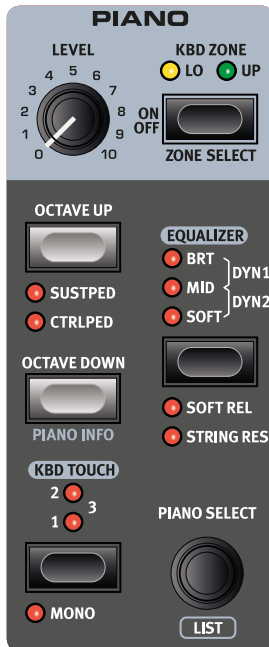 PIANO
LEVEL
0 1 2 3 4 5 6 7 8 9 10
KBD ZONE
LO UP
ON
OFF
ZONE SELECT
OCTAVE UP
SUSTPED
CTRLPED
OCTAVE DOWN
PIANO INFO
KBD TOUCH
2
3
1
MONO
EQUALIZER
BRT
DYN1
MID
DYN2
SOFT
SOFT REL
STRING RES
PIANO SELECT
LIST